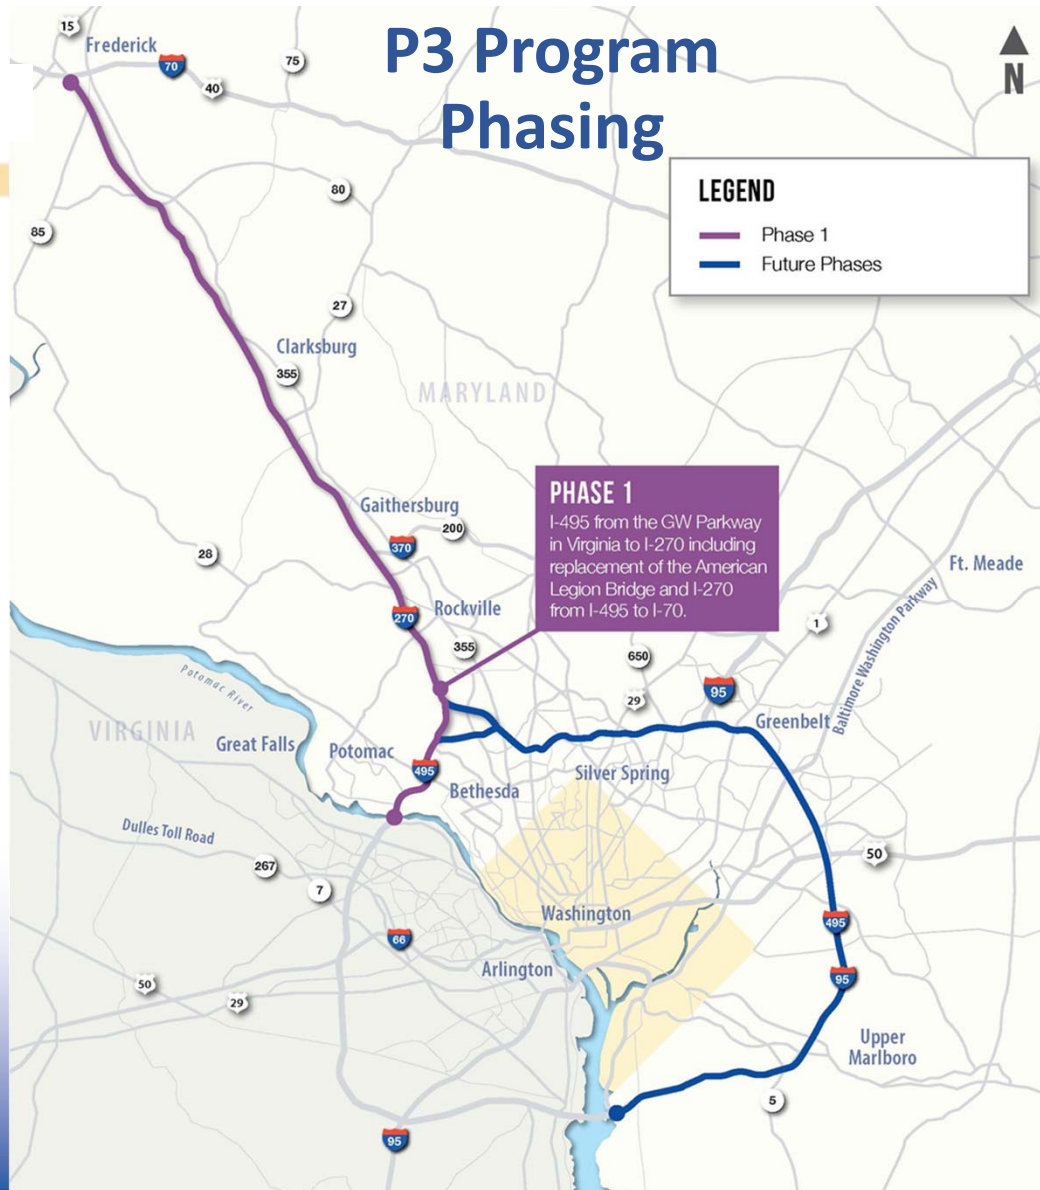 P3 Program
Phasing
N
LEGEND
Phase 1
Future Phases
15
Frederick
70
40
75
80
85
27
Clarksburg
355
MARYLAND
PHASE 1
I-495 from the GW Parkway
in Virginia to I-270 including
replacement of the American
Legion Bridge and I-270
from I-495 to I-70.
Gaithersburg
200
370
28
270
Rockville
355
650
29
1
95
Ft. Meade
Baltimore Washington Parkway
Greenbelt
Potomac River
VIRGINIA
Great Falls
Potomac
495
Bethesda
Silver Spring
Dulles Toll Road
267
7
50
Washington
495
66
Arlington
95
50
29
Upper
Marlboro
5
95